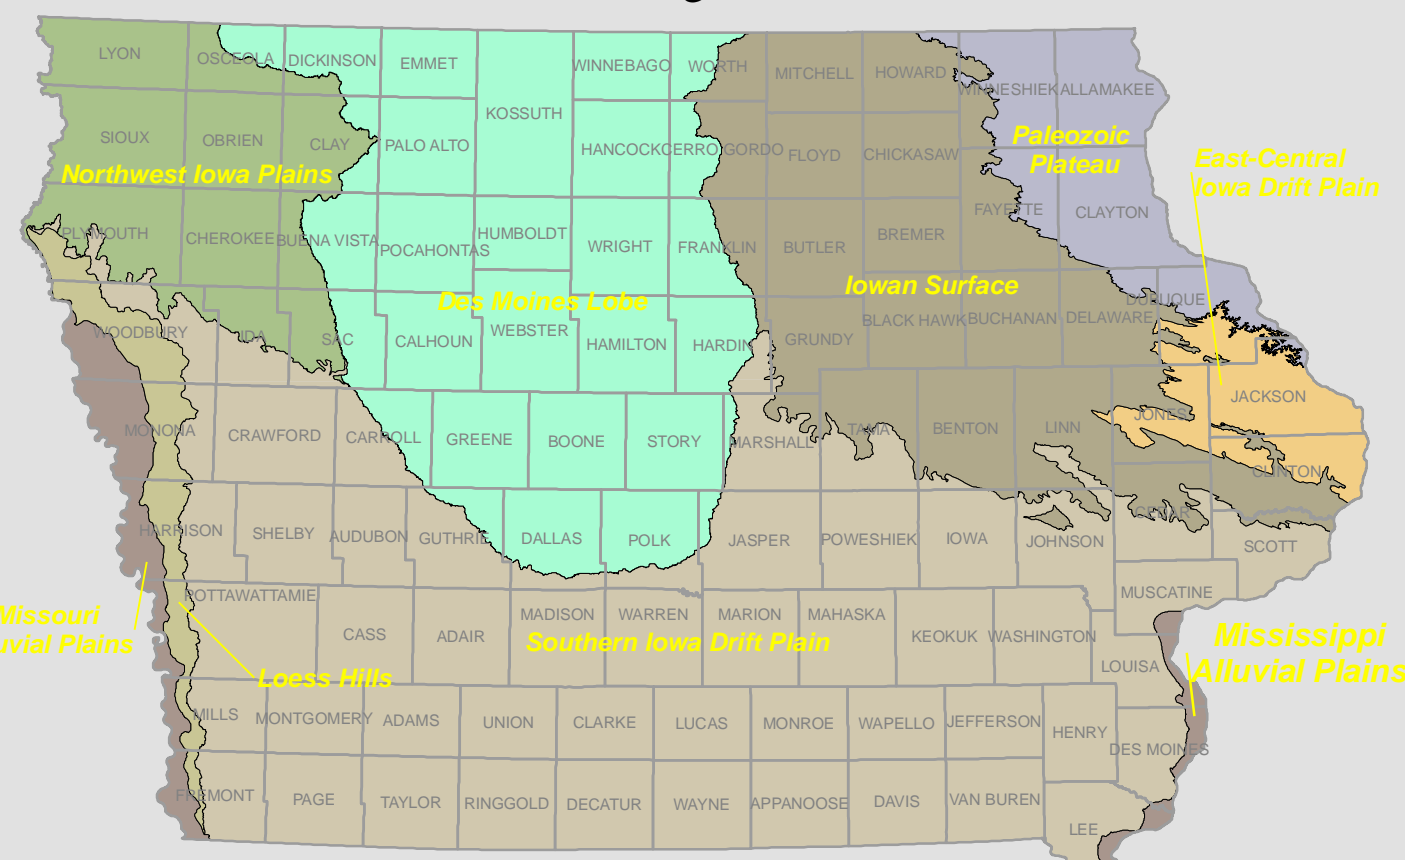 LYON
OSCEOLA
DICKINSON
EMMET
WINNEBAGO
WORTH
MITCHELL
HOWARD
WINNESHIEK
ALLAMAKEE
KOSSUTH
SIOUX
OBRIEN
CLAY
PALO ALTO
HANCOCK
CERRO GORDO
FLOYD
CHICKASAW
Paleozoic
Plateau
East-Central
Iowa Drift Plain
Northwest Iowa Plains
FAYETTE
CLAYTON
PLYMOUTH
CHEROKEE
BUENA VISTA
POCAHONTAS
HUMBOLDT
WRIGHT
FRANKLIN
BUTLER
BREMER
Iowan Surface
Des Moines Lobe
DUBUQUE
WOODBURY
IDA
SAC
CALHOUN
WEBSTER
HAMILTON
HARDIN
GRUNDY
BLACK HAWK
BUCHANAN
DELAWARE
JACKSON
MONONA
CRAWFORD
CARROLL
GREENE
BOONE
STORY
MARSHALL
TAMA
BENTON
LINN
JONES
CLINTON
HARRISON
SHELBY
AUDUBON
GUTHRIE
DALLAS
POLK
JASPER
POWESHIEK
IOWA
JOHNSON
CEDAR
SCOTT
MUSCATINE
Missouri
uvial Plains
POTTAWATTAMIE
CASS
ADAIR
MADISON
WARREN
MARION
MAHASKA
KEOKUK
WASHINGTON
LOUISA
Southern Iowa Drift Plain
Mississippi
Alluvial Plains
Loess Hills
MILLS
MONTGOMERY
ADAMS
UNION
CLARKE
LUCAS
MONROE
WAPELLO
JEFFERSON
HENRY
DES MOINES
FREMONT
PAGE
TAYLOR
RINGGOLD
DECATUR
WAYNE
APPANOOSE
DAVIS
VAN BUREN
LEE